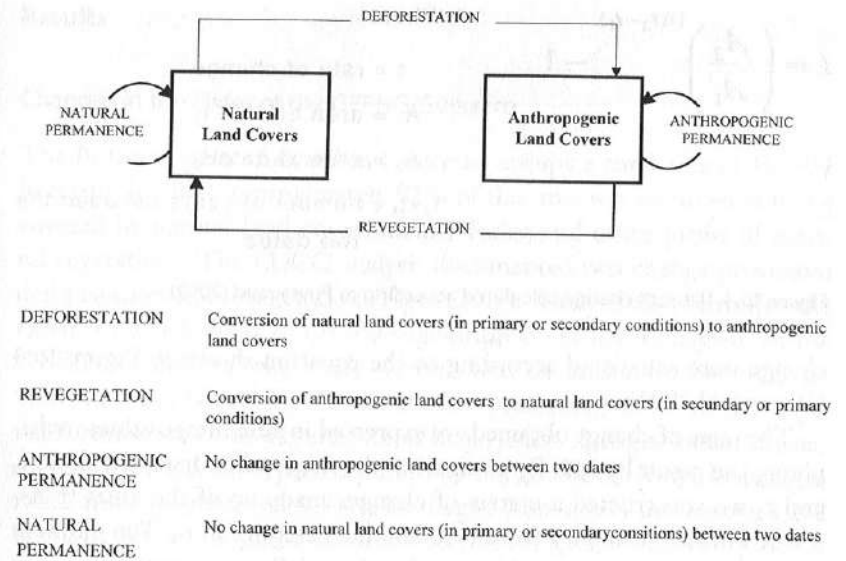 DEFORESTATION
NATURAL
PERMANENCE
Natural
Land Covers
Anthropogenic
Land Covers
ANTHROPOGENIC
PERMANENCE
REVEGETATION
DEFORESTATION Conversion of natural land covers (in primary or secondary conditions) to anthropogenic
land covers
REVEGETATION Conversion of anthropogenic land covers to natural land covers (in secundary or primary
conditions)
ANTHROPOGENIC No change in anthropogenic land covers between two dates
PERMANENCE
NATURAL No change in natural land covers (in primary or secondaryconsitions) between two dates
PERMANENCE